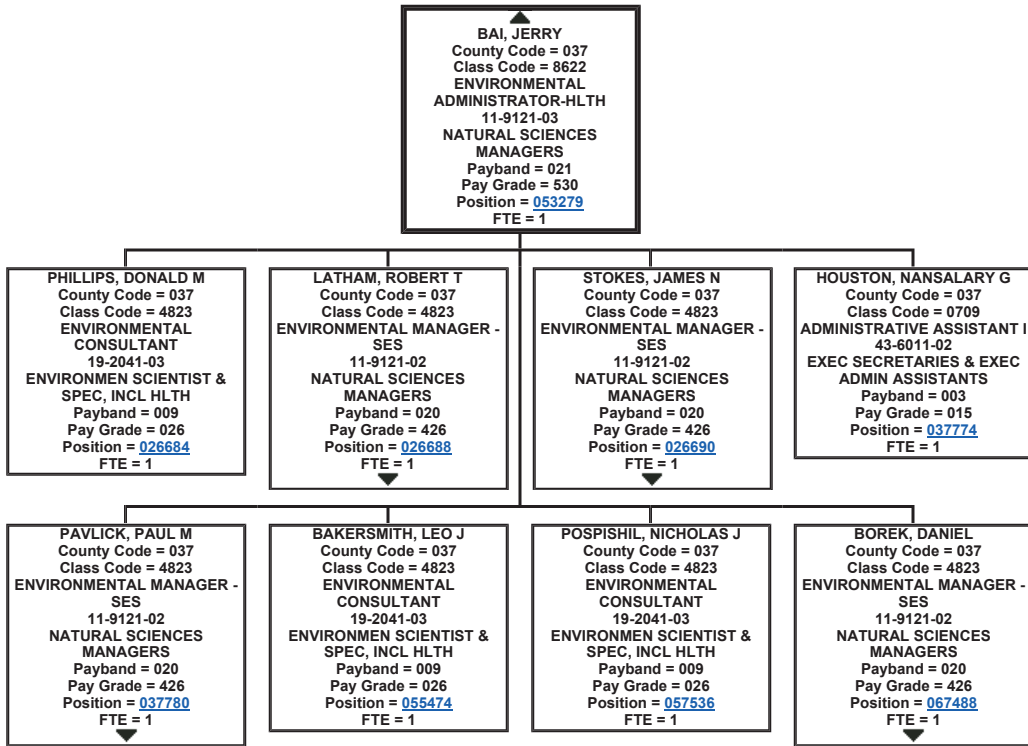 BAI, JERRY
County Code = 037
Class Code = 8622
ENVIRONMENTAL
ADMINISTRATOR-HLTH
11-9121-03
NATURAL SCIENCES
MANAGERS
Payband = 021
Pay Grade = 530
Position = 053279
FTE = 1
PHILLIPS, DONALD M
County Code = 037
Class Code = 4823
ENVIRONMENTAL
CONSULTANT
19-2041-03
ENVIRONMEN SCIENTIST &
SPEC, INCL HLTH
Payband = 009
Pay Grade = 026
Position = 026684
FTE = 1
LATHAM, ROBERT T
County Code = 037
Class Code = 4823
ENVIRONMENTAL MANAGER -
SES
11-9121-02
NATURAL SCIENCES
MANAGERS
Payband = 020
Pay Grade = 426
Position = 026688
FTE = 1
STOKES, JAMES N
County Code = 037
Class Code = 4823
ENVIRONMENTAL MANAGER -
SES
11-9121-02
NATURAL SCIENCES
MANAGERS
Payband = 020
Pay Grade = 426
Position = 026690
FTE = 1
HOUSTON, NANSALARY G
County Code = 037
Class Code = 0709
ADMINISTRATIVE ASSISTANT I
43-6011-02
EXEC SECRETARIES & EXEC
ADMIN ASSISTANTS
Payband = 003
Pay Grade = 015
Position = 037774
FTE = 1
PAVLICK, PAUL M
County Code = 037
Class Code = 4823
ENVIRONMENTAL MANAGER -
SES
11-9121-02
NATURAL SCIENCES
MANAGERS
Payband = 020
Pay Grade = 426
Position = 037780
FTE = 1
BAKERSMITH, LEO J
County Code = 037
Class Code = 4823
ENVIRONMENTAL
CONSULTANT
19-2041-03
ENVIRONMEN SCIENTIST &
SPEC, INCL HLTH
Payband = 009
Pay Grade = 026
Position = 055474
FTE = 1
POSPISHIL, NICHOLAS J
County Code = 037
Class Code = 4823
ENVIRONMENTAL
CONSULTANT
19-2041-03
ENVIRONMEN SCIENTIST &
SPEC, INCL HLTH
Payband = 009
Pay Grade = 026
Position = 057536
FTE = 1
BOREK, DANIEL
County Code = 037
Class Code = 4823
ENVIRONMENTAL MANAGER -
SES
11-9121-02
NATURAL SCIENCES
MANAGERS
Payband = 020
Pay Grade = 426
Position = 067488
FTE = 1